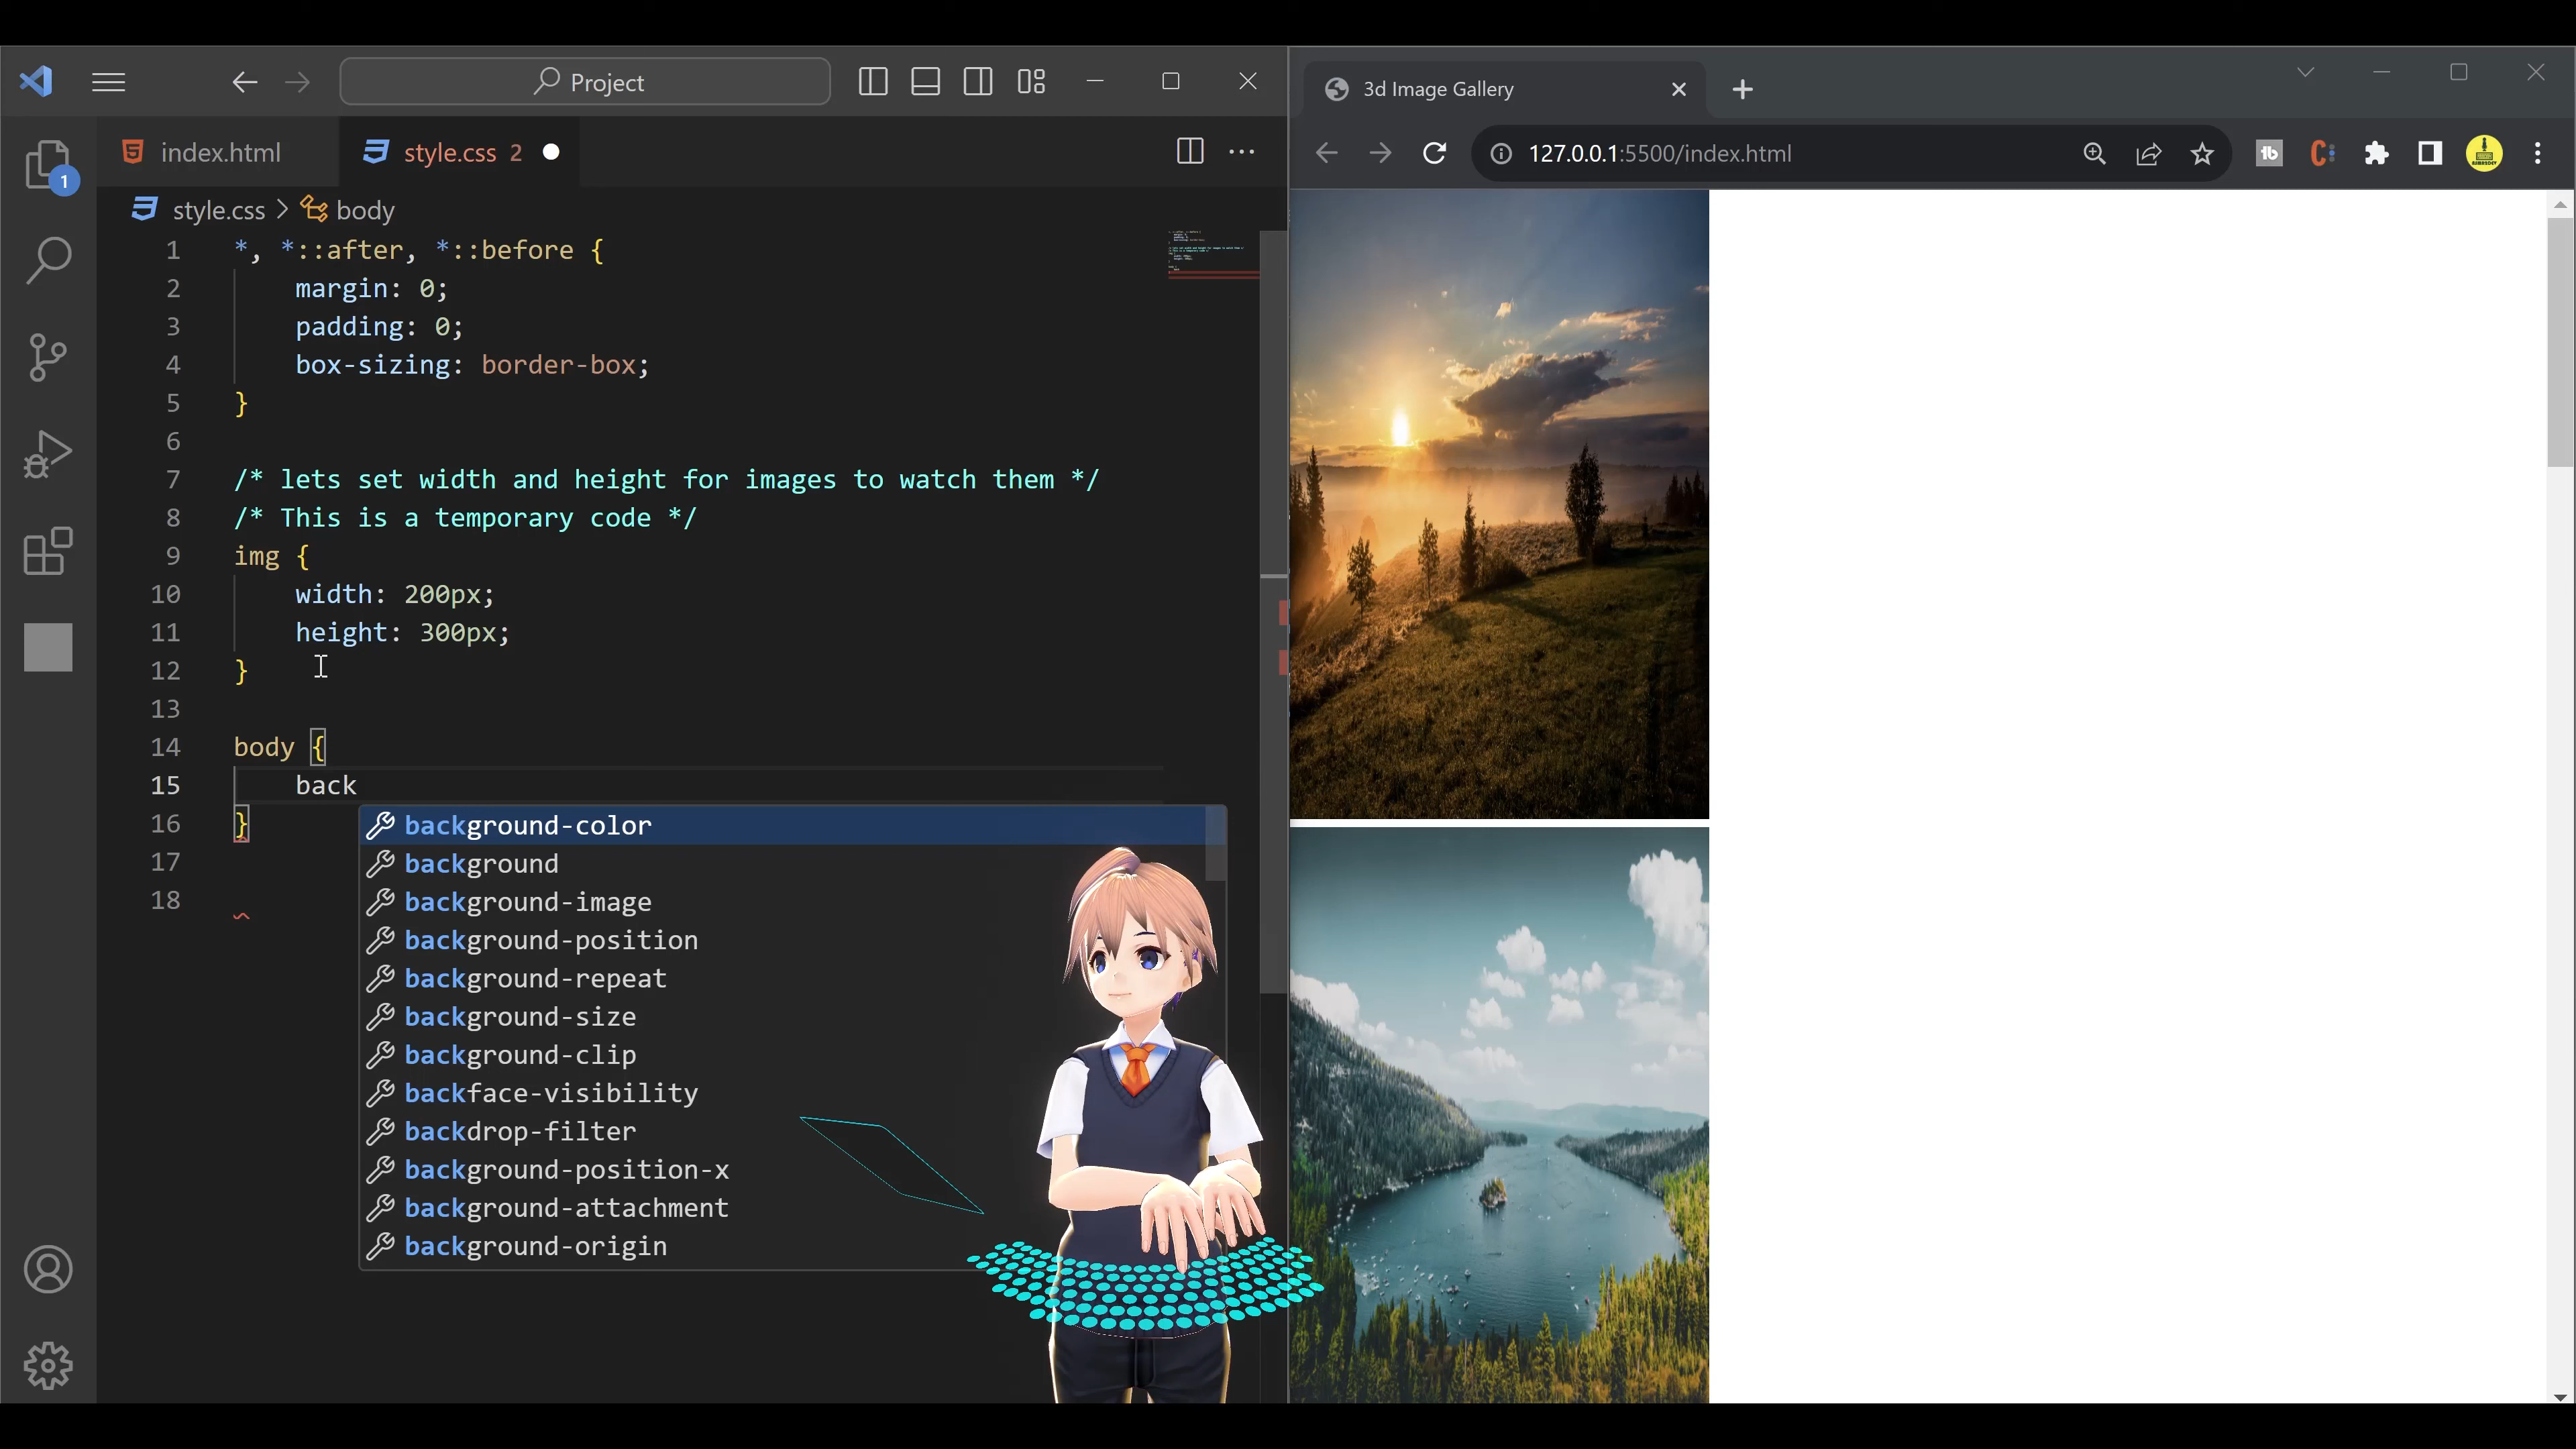 Project
index.html
style.css 2
1
style.css > body
1 *, *::after, *::before {
2 margin: 0;
3 padding: 0;
4 box-sizing: border-box;
5 }
6
7 /* lets set width and height for images to watch them */
8 /* This is a temporary code */
9 img {
10 width: 200px;
11 height: 300px;
12 }
13
14 body {
15 back
16 }
17
18
background-color
background
background-image
background-position
background-repeat
background-size
background-clip
backface-visibility
backdrop-filter
background-position-x
background-attachment
background-origin
3d Image Gallery
127.0.0.1:5500/index.html